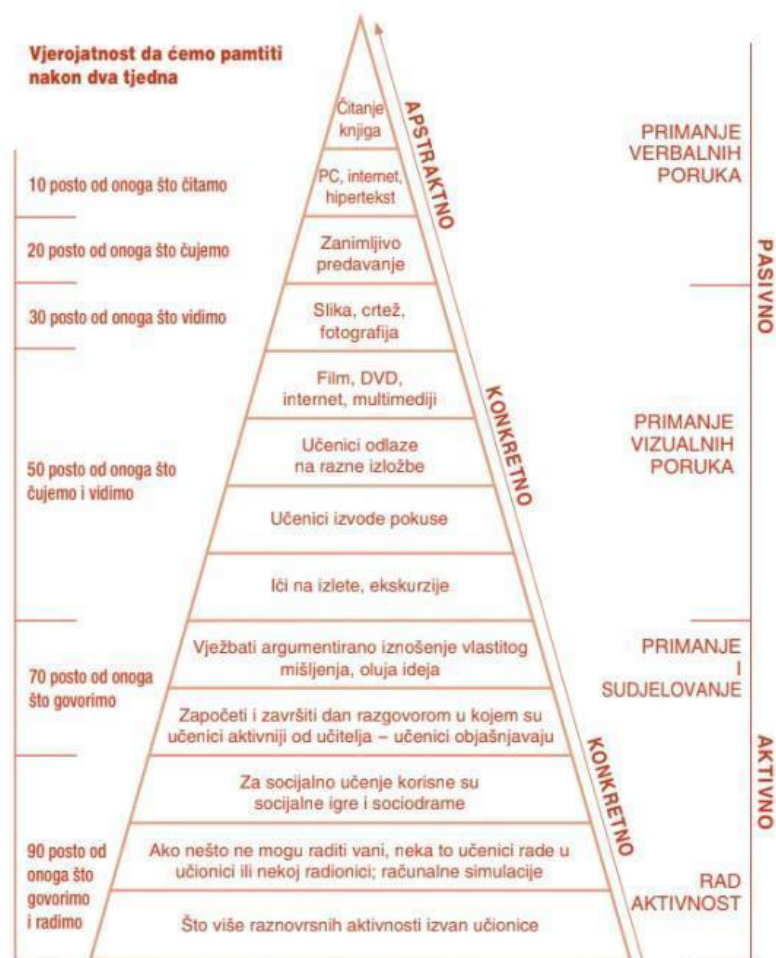 Vjerojatnost da ćemo pamtiti
nakon dva tjedna
10 posto od onoga što čitamo
20 posto od onoga što čujemo
30 posto od onoga što vidimo
50 posto od onoga što
čujemo i vidimo
70 posto od onoga
što govorimo
90 posto od
onoga što
govorimo
i radimo
Čitanje
knjiga
PC, internet,
hipertekst
Zanimljivo
predavanje
Slika, crtež,
fotografija
Film, DVD,
internet, multimediji
Učenici odlaze
na razne izložbe
Učenici izvode pokuse
Ići na izlete, ekskurzije
Vježbati argumentirano iznošenje vlastitog
mišljenja, oluja ideja
Započeti i završiti dan razgovorom u kojem su
učenici aktivniji od učitelja – učenici objašnjavaju
Za socijalno učenje korisne su
socijalne igre i sociodrame
Ako nešto ne mogu raditi vani, neka to učenici rade u
učionici ili nekoj radionici; računalne simulacije
Što više raznovrsnih aktivnosti izvan učionice
APSTRAKTNO
KONKRETNO
KONKRETNO
PRIMANJE
VERBALNIH
PORUKA
PRIMANJE
VIZUALNIH
PORUKA
PRIMANJE
I
SUDJELOVANJE
RAD
AKTIVNOST
PASIVNO
AKTIVNO